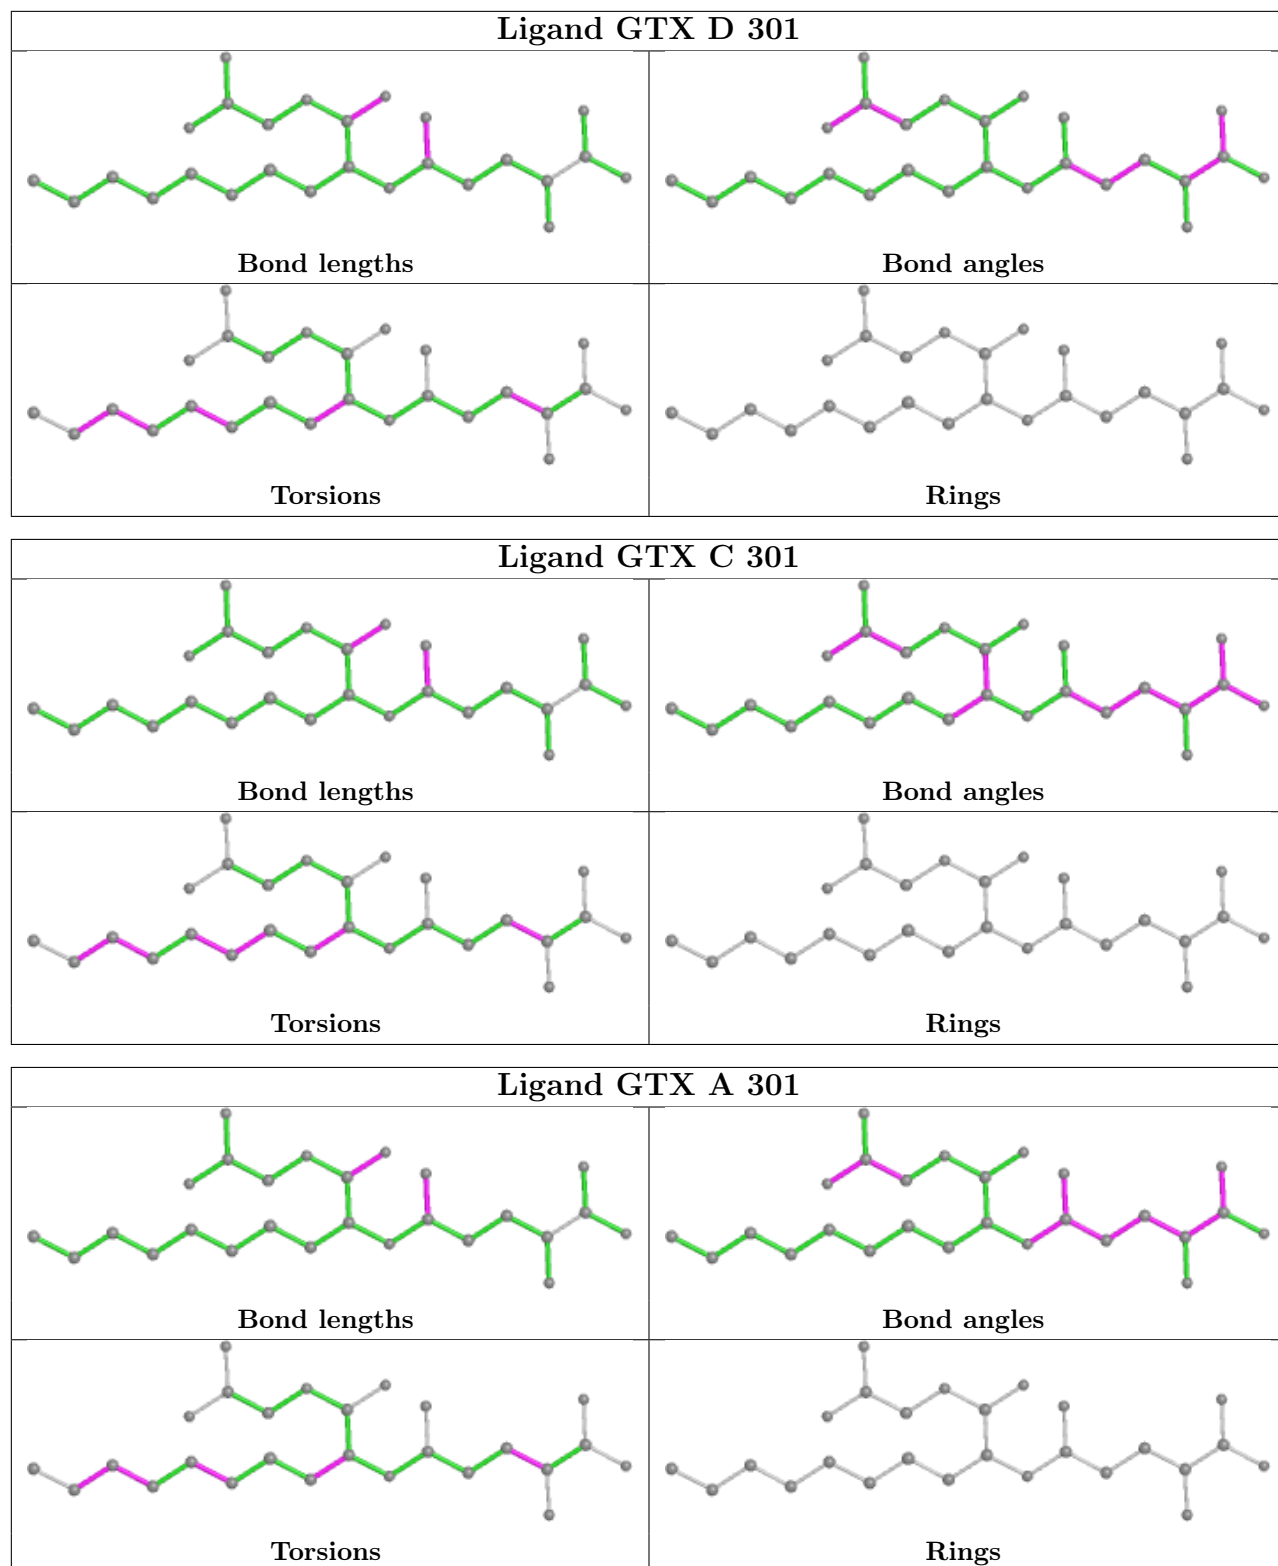 Ligand GTX D 301
Bond lengths Bond angles
Torsions Rings
Ligand GTX C 301
Bond lengths Bond angles
Torsions Rings
Ligand GTX A 301
Bond lengths Bond angles
Torsions Rings